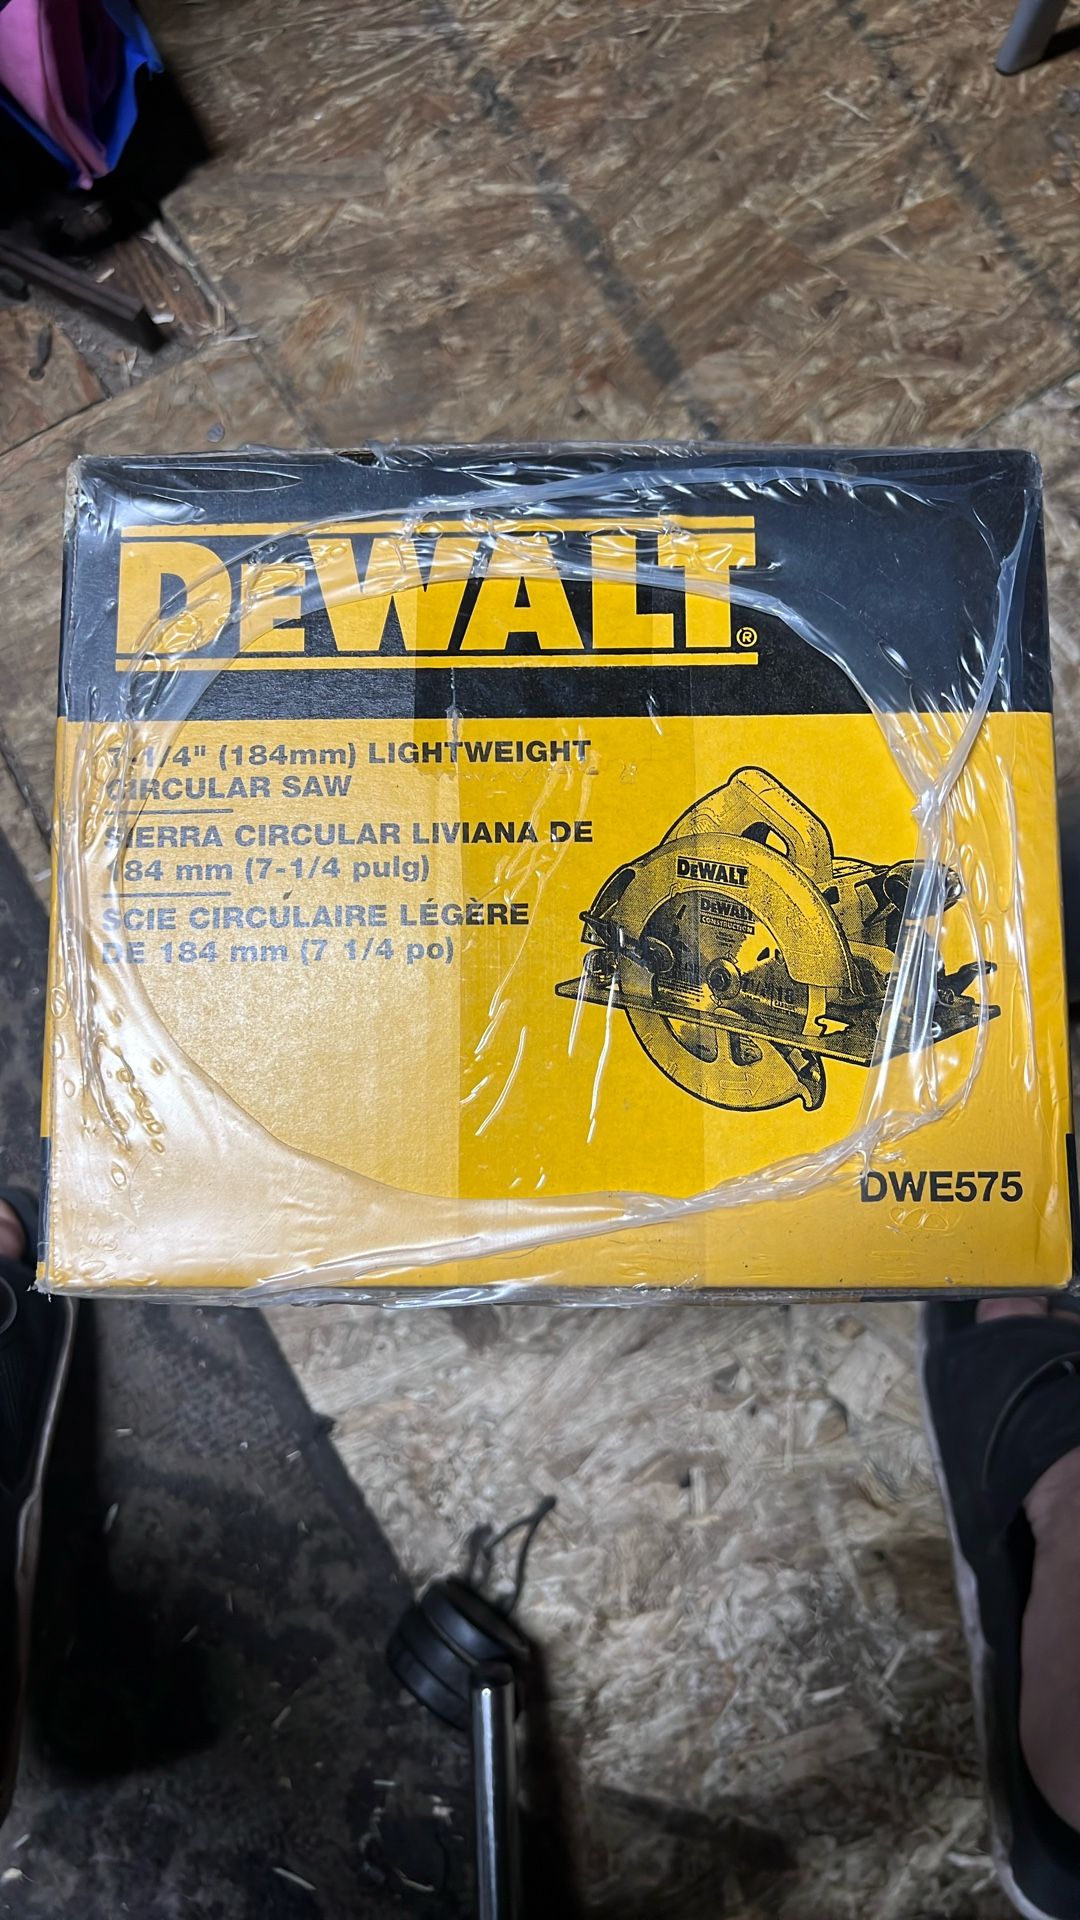 DEWALT®
7-1/4" (184mm) LIGHTWEIGHT
CIRCULAR SAW
SIERRA CIRCULAR LIVIANA DE
184 mm (7-1/4 pulg)
SCIE CIRCULAIRE LÉGÈRE
DE 184 mm (7 1/4 po)
DEWALT
DEWALT
CONSTRUCTION
DWE575